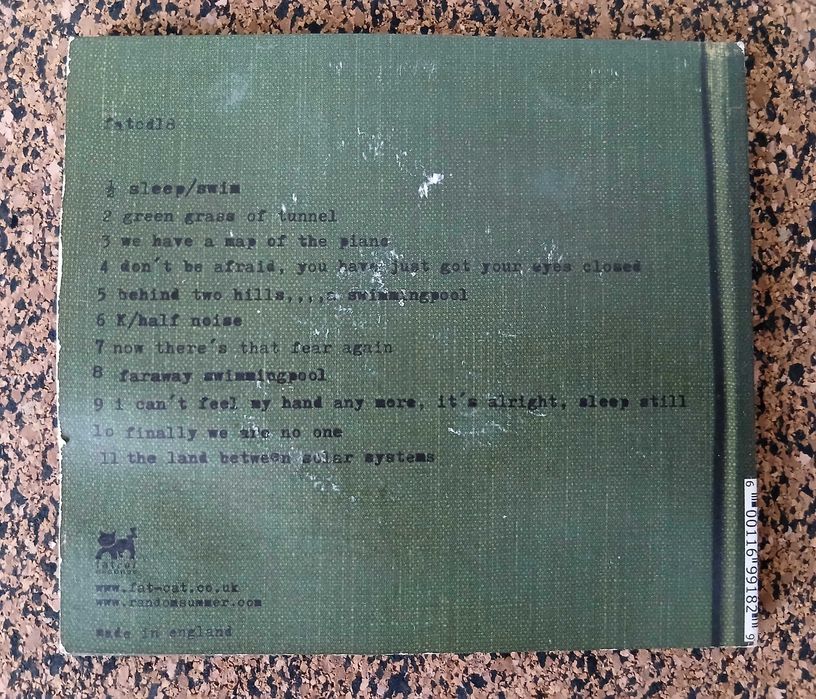 fatcd18
½ sleep/swim
2 green grass of tunnel
3 we have a map of the piano
4 don't be afraid, you have just got your eyes closed
5 behind two hills,,,,a swimmingpool
6 K/half noise
7 now there's that fear again
8 faraway swimmingpool
9 i can't feel my hand any more, it's alright, sleep still
10 finally we are no one
11 the land between solar systems
fatcat
records
www.fat-cat.co.uk
www.randomsummer.com
made in england
6 00116 99182 9